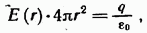 E(r)·4πr² = q/ε₀ ,